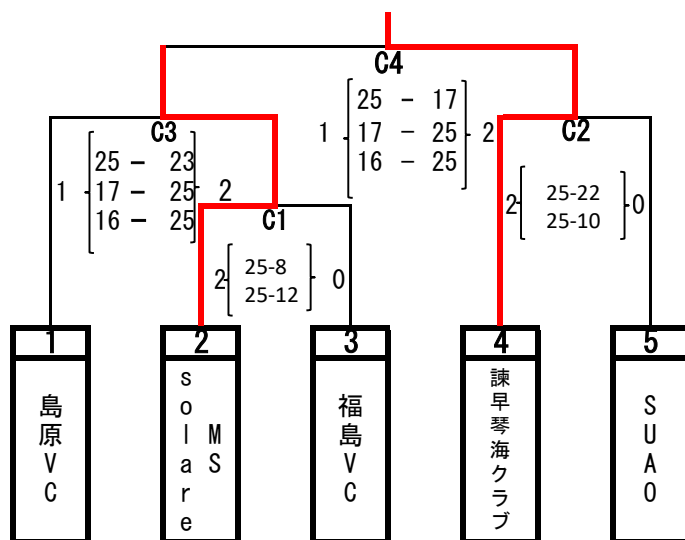 C4
25 - 17
1 17 - 25 2
16 - 25
C3
25 - 23
1 17 - 25 2
16 - 25
C2
25-22
2 0
25-10
C1
25-8
2 0
25-12
1 2 3 4 5
島原VC
solare
MS
福島VC
諫早琴海クラブ
SUAO